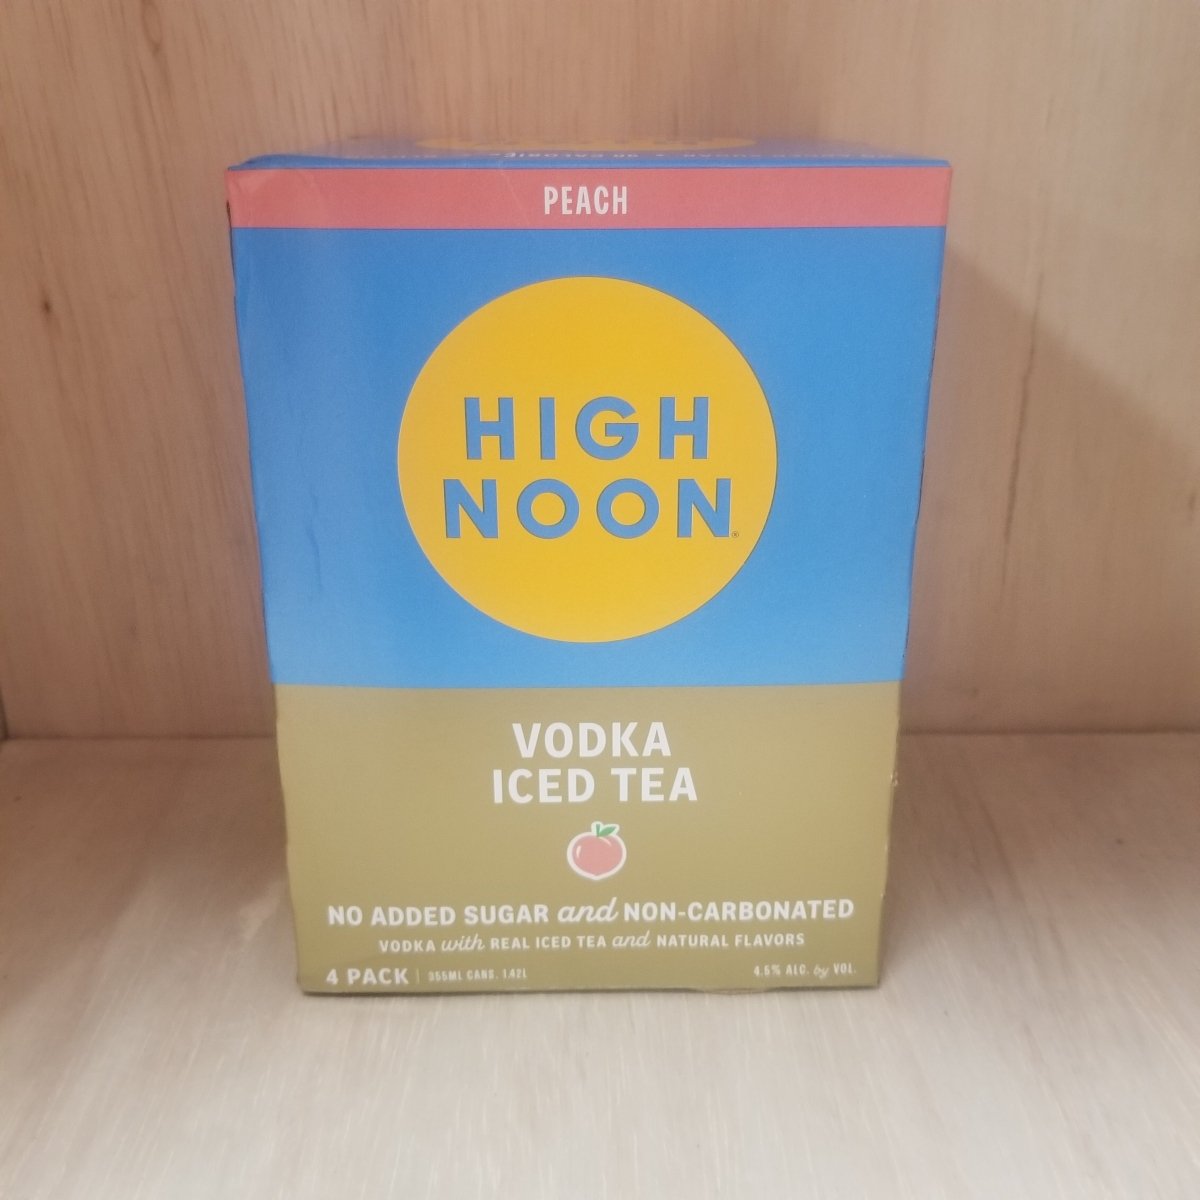 PEACH
HIGH
NOON®
VODKA
ICED TEA
NO ADDED SUGAR and NON-CARBONATED
VODKA with REAL ICED TEA and NATURAL FLAVORS
4 PACK | 355ML CANS. 1.42L
4.5% ALC. by VOL.